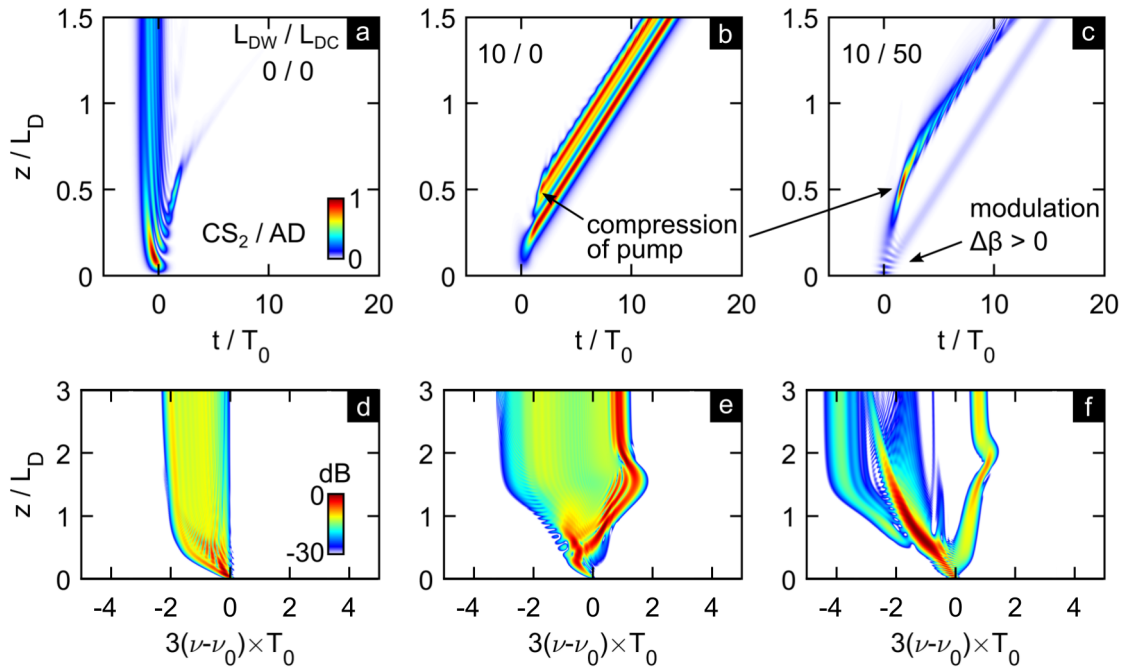 1.5
1
0.5
0
z / L_D
L_DW / L_DC
0 / 0
a
CS_2 / AD
1
0
0
10
20
t / T_0
1.5
1
0.5
0
10 / 0
b
compression
of pump
0
10
20
t / T_0
1.5
1
0.5
0
10 / 50
c
modulation
Δβ > 0
0
10
20
t / T_0
3
2
1
0
z / L_D
d
dB
0
-30
-4
-2
0
2
4
3(ν-ν_0)×T_0
3
2
1
0
e
-4
-2
0
2
4
3(ν-ν_0)×T_0
3
2
1
0
f
-4
-2
0
2
4
3(ν-ν_0)×T_0